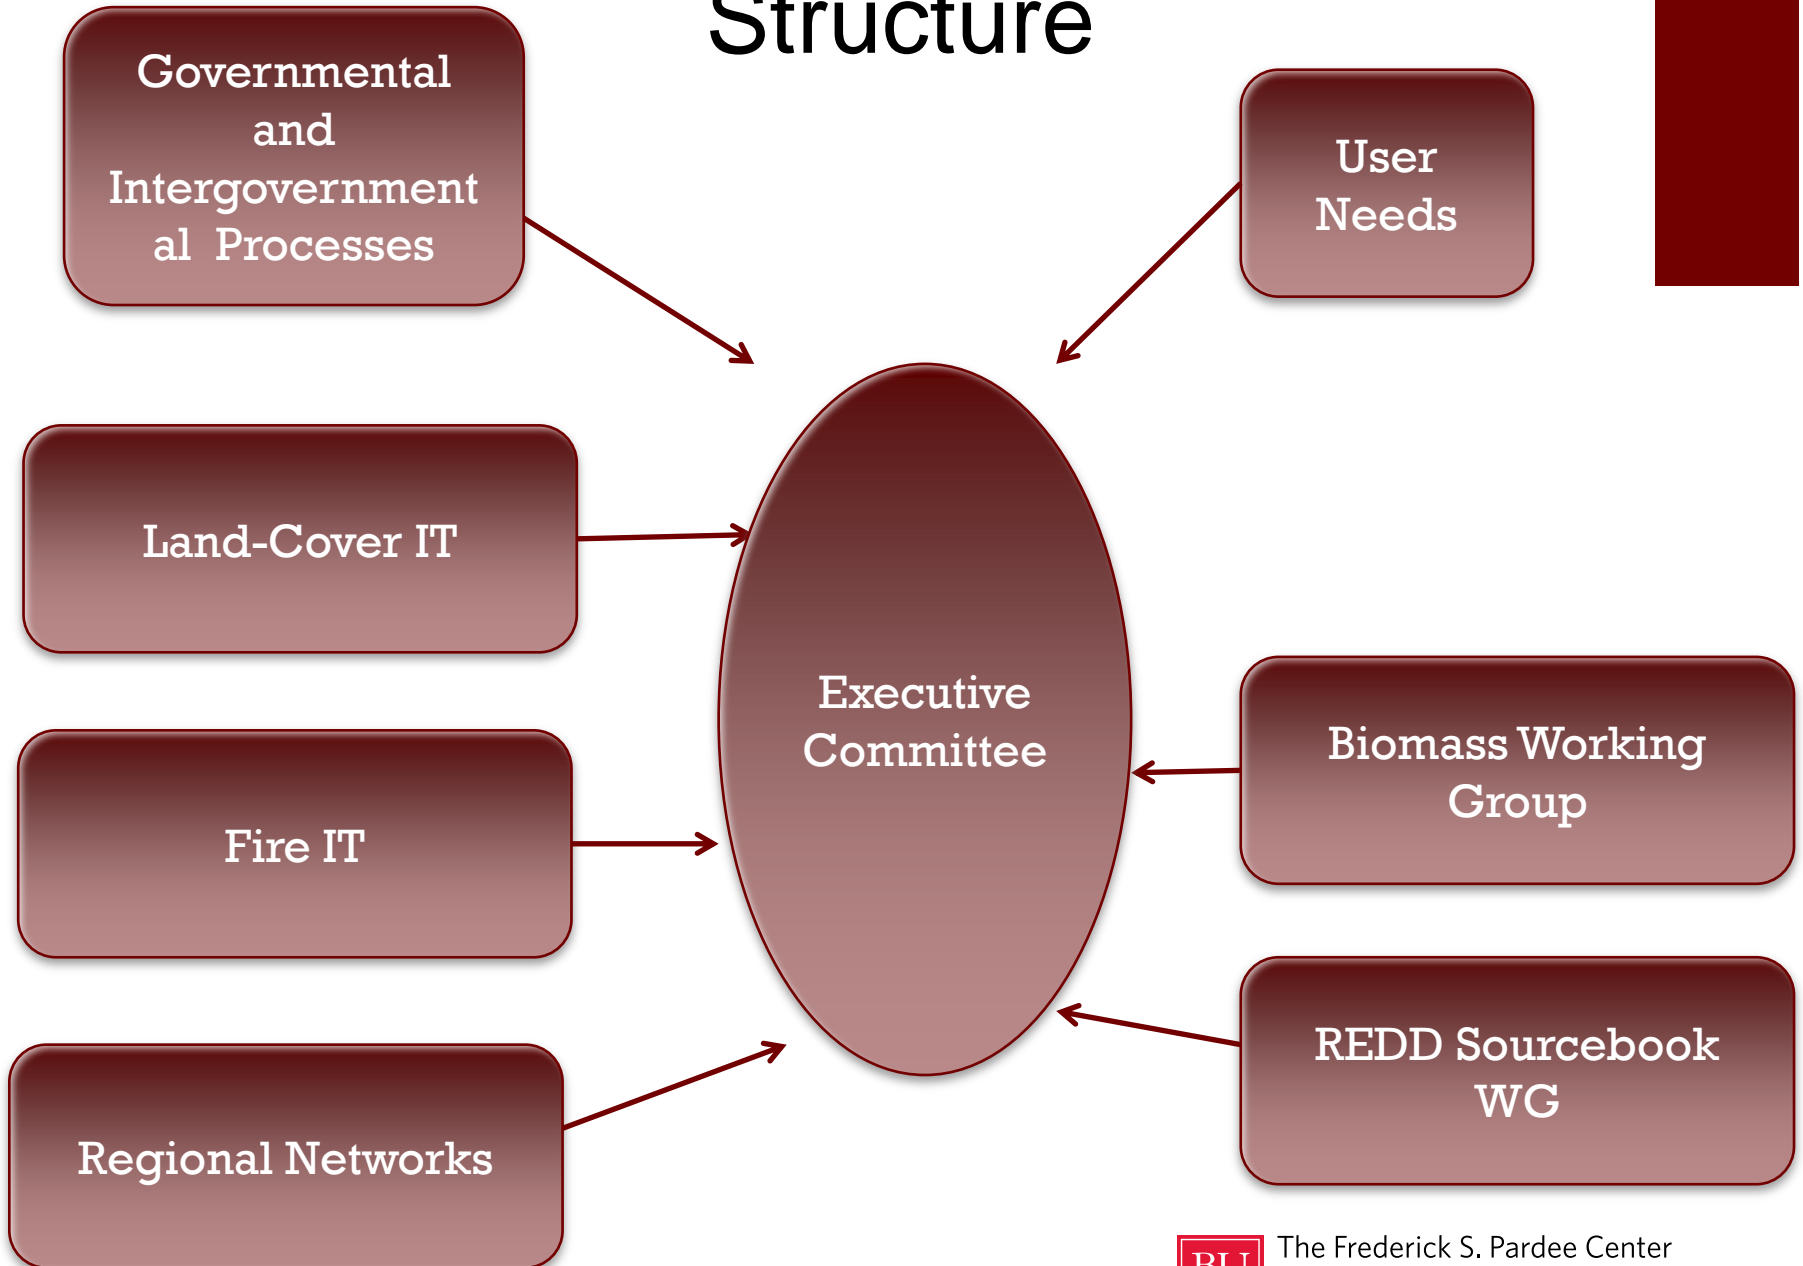 Structure
Governmental
and
Intergovernment
al Processes
User
Needs
Land-Cover IT
Executive
Committee
Biomass Working
Group
Fire IT
REDD Sourcebook
WG
Regional Networks
BU
The Frederick S. Pardee Center